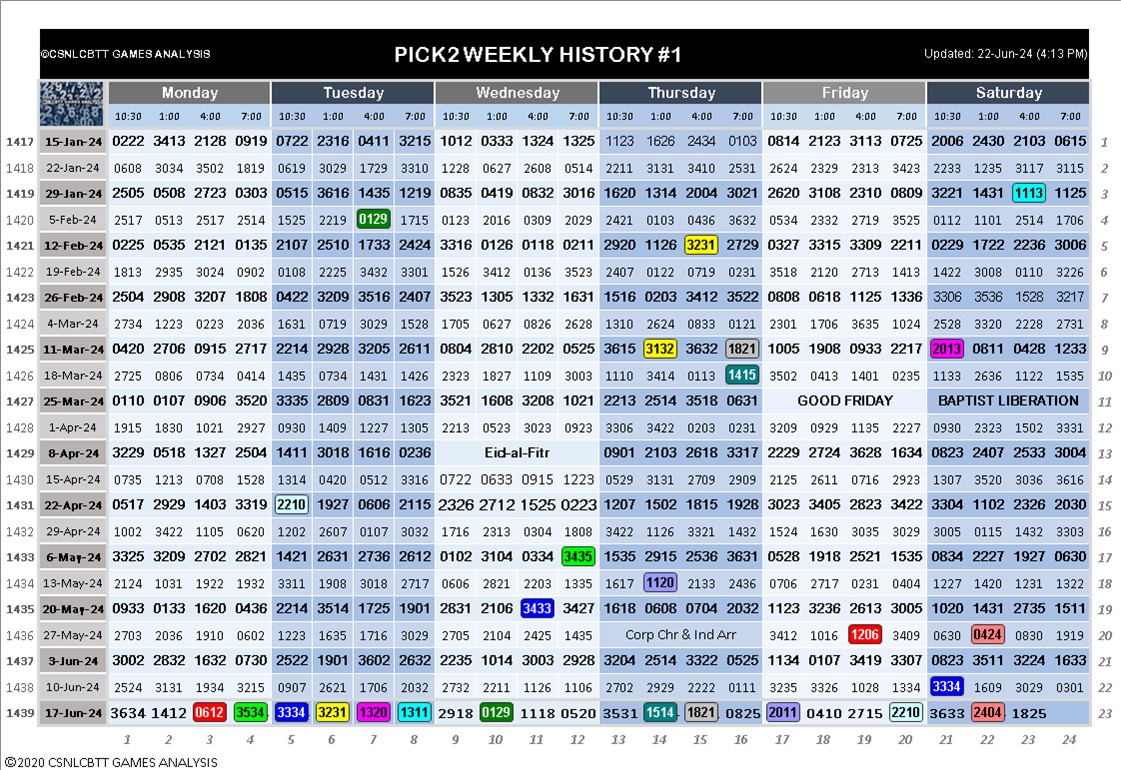 ©CSNLCBTT GAMES ANALYSIS PICK2 WEEKLY HISTORY #1 Updated: 22-Jun-24 (4:13 PM)
Monday Tuesday Wednesday Thursday Friday Saturday
10:30 1:00 4:00 7:00 10:30 1:00 4:00 7:00 10:30 1:00 4:00 7:00 10:30 1:00 4:00 7:00 10:30 1:00 4:00 7:00 10:30 1:00 4:00 7:00
1417 15-Jan-24 0222 3413 2128 0919 0722 2316 0411 3215 1012 0333 1324 1325 1123 1626 2434 0103 0814 2123 3113 0725 2006 2430 2103 0615 1
1418 22-Jan-24 0608 3034 3502 1819 0619 3029 1729 3310 1228 0627 2608 0514 2211 3131 3410 2531 2624 2329 2313 3423 2233 1235 3117 3115 2
1419 29-Jan-24 2505 0508 2723 0303 0515 3616 1435 1219 0835 0419 0832 3016 1620 1314 2004 3021 2620 3108 2310 0809 3221 1431 1113 1125 3
1420 5-Feb-24 2517 0513 2517 2514 1525 2219 0129 1715 0123 2016 0309 2029 2421 0103 0436 3632 0534 2332 2719 3525 0112 1101 2514 1706 4
1421 12-Feb-24 0225 0535 2121 0135 2107 2510 1733 2424 3316 0126 0118 0211 2920 1126 3231 2729 0327 3315 3309 2211 0229 1722 2236 3006 5
1422 19-Feb-24 1813 2935 3024 0902 0108 2225 3432 3301 1526 3412 0136 3523 2407 0122 0719 0231 3518 2120 2713 1413 1422 3008 0110 3226 6
1423 26-Feb-24 2504 2908 3207 1808 0422 3209 3516 2407 3523 1305 1332 1631 1516 0203 3412 3522 0808 0618 1125 1336 3306 3536 1528 3217 7
1424 4-Mar-24 2734 1223 0223 2036 1631 0719 3029 1528 1705 0627 0826 2628 1310 2624 0833 0121 2301 1706 3635 1024 2528 3320 2228 2731 8
1425 11-Mar-24 0420 2706 0915 2717 2214 2928 3205 2611 0804 2810 2202 0525 3615 3132 3632 1821 1005 1908 0933 2217 2013 0811 0428 1233 9
1426 18-Mar-24 2725 0806 0734 0414 1435 0734 1431 1426 2323 1827 1109 3003 1110 3414 0113 1415 3502 0413 1401 0235 2133 2636 1122 1535 10
1427 25-Mar-24 0110 0107 0906 3520 3335 2809 0831 1623 3521 1608 3208 1021 2213 2514 3518 0631 GOOD FRIDAY BAPTIST LIBERATION 11
1428 1-Apr-24 1915 1830 1021 2927 0930 1409 1227 1305 2213 0523 3023 0923 3306 3422 0203 0231 3209 0929 1135 2227 0930 2323 1502 3331 12
1429 8-Apr-24 3229 0518 1327 2504 1411 3018 1616 0236 Eid-al-Fitr 0901 2103 2618 3317 2229 2724 3628 1634 0823 2407 2533 3004 13
1430 15-Apr-24 0735 1213 0708 1528 1314 0420 0512 3316 0722 0633 0915 1223 0529 3131 2709 2909 2125 2611 0716 2923 1307 3520 3036 3616 14
1431 22-Apr-24 0517 2929 1403 3319 2210 1927 0606 2115 2326 2712 1525 0223 1207 1502 1815 1928 3023 3405 2823 3422 3304 1102 2326 2030 15
1432 29-Apr-24 1002 3422 1105 0620 1202 2607 0107 3032 1716 2313 0304 1808 3422 1126 3321 1432 1524 1630 3035 3029 3005 0115 1432 3303 16
1433 6-May-24 3325 3209 2702 2821 1421 2631 2736 2612 0102 3104 0334 3435 1535 2915 2536 3631 0528 1918 2521 1535 0834 2227 1927 0630 17
1434 13-May-24 2124 1031 1922 1932 3311 1908 3018 2717 0606 2821 2203 1335 1617 1120 2133 2436 0706 2717 0231 0404 1227 1420 1231 1322 18
1435 20-May-24 0933 0133 1620 0436 2214 3514 1725 1901 2831 2106 3433 3427 1618 0608 0704 2032 1123 3236 2613 3005 1020 1431 2735 1511 19
1436 27-May-24 2703 2036 1910 0602 1223 1635 1716 3029 2705 2104 2425 1435 Corp Chr & Ind Arr 3412 1016 1206 3409 0630 0424 0830 1919 20
1437 3-Jun-24 3002 2832 1632 0730 2522 1901 3602 2632 2235 1014 3003 2928 3204 2514 3322 0525 1134 0107 3419 3307 0823 3511 3224 1633 21
1438 10-Jun-24 2524 3131 1934 3215 0907 2621 1706 2032 2732 2211 1126 1106 2702 2929 2222 0111 3235 3326 1028 1334 3334 1609 3029 0301 22
1439 17-Jun-24 3634 1412 0612 3534 3334 3231 1320 1311 2918 0129 1118 0520 3531 1514 1821 0825 2011 0410 2715 2210 3633 2404 1825 23
1 2 3 4 5 6 7 8 9 10 11 12 13 14 15 16 17 18 19 20 21 22 23 24
©2020 CSNLCBTT GAMES ANALYSIS